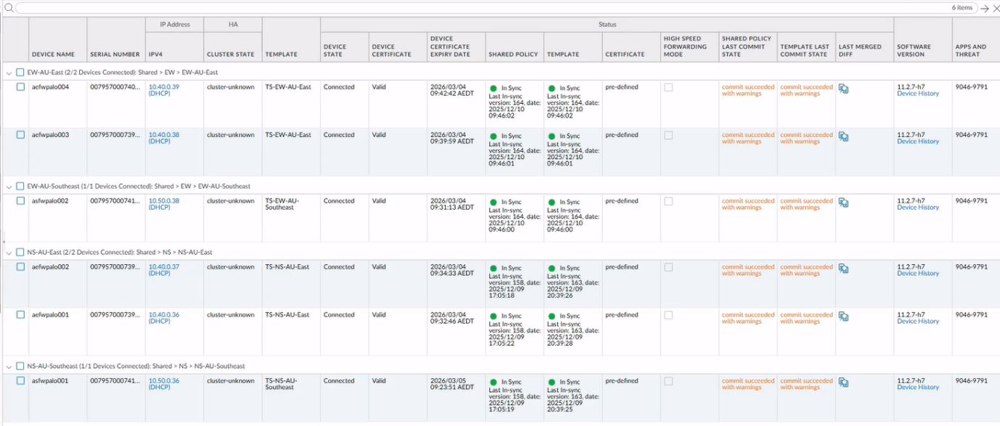 6 items
IP Address
HA
Status
DEVICE NAME
SERIAL NUMBER
IPV4
CLUSTER STATE
TEMPLATE
DEVICE
STATE
DEVICE
CERTIFICATE
DEVICE
CERTIFICATE
EXPIRY DATE
SHARED POLICY
TEMPLATE
CERTIFICATE
HIGH SPEED
FORWARDING
MODE
SHARED POLICY
LAST COMMIT
STATE
TEMPLATE LAST
COMMIT STATE
LAST MERGED
DIFF
SOFTWARE
VERSION
APPS AND
THREAT
EW-AU-East (2/2 Devices Connected): Shared > EW > EW-AU-East
aefwpalo004
007957000740...
10.40.0.39
(DHCP)
cluster-unknown
TS-EW-AU-East
Connected
Valid
2026/03/04
09:42:42 AEDT
In Sync
Last In-sync
version: 164, date:
2025/12/10
09:46:02
In Sync
Last In-sync
version: 164, date:
2025/12/10
09:46:02
pre-defined
commit succeeded
with warnings
commit succeeded
with warnings
11.2.7-h7
Device History
9046-9791
aefwpalo003
007957000739...
10.40.0.38
(DHCP)
cluster-unknown
TS-EW-AU-East
Connected
Valid
2026/03/04
09:39:59 AEDT
In Sync
Last In-sync
version: 164, date:
2025/12/10
09:46:01
In Sync
Last In-sync
version: 164, date:
2025/12/10
09:46:01
pre-defined
commit succeeded
with warnings
commit succeeded
with warnings
11.2.7-h7
Device History
9046-9791
EW-AU-Southeast (1/1 Devices Connected): Shared > EW > EW-AU-Southeast
asfwpalo002
007957000741...
10.50.0.38
(DHCP)
cluster-unknown
TS-EW-AU-
Southeast
Connected
Valid
2026/03/04
09:31:13 AEDT
In Sync
Last In-sync
version: 164, date:
2025/12/10
09:46:00
In Sync
Last In-sync
version: 164, date:
2025/12/10
09:46:00
pre-defined
commit succeeded
with warnings
commit succeeded
with warnings
11.2.7-h7
Device History
9046-9791
NS-AU-East (2/2 Devices Connected): Shared > NS > NS-AU-East
aefwpalo002
007957000739...
10.40.0.37
(DHCP)
cluster-unknown
TS-NS-AU-East
Connected
Valid
2026/03/04
09:34:33 AEDT
In Sync
Last In-sync
version: 158, date:
2025/12/09
17:05:18
In Sync
Last In-sync
version: 163, date:
2025/12/09
20:39:26
pre-defined
commit succeeded
with warnings
commit succeeded
with warnings
11.2.7-h7
Device History
9046-9791
aefwpalo001
007957000739...
10.40.0.36
(DHCP)
cluster-unknown
TS-NS-AU-East
Connected
Valid
2026/03/04
09:32:46 AEDT
In Sync
Last In-sync
version: 158, date:
2025/12/09
17:05:22
In Sync
Last In-sync
version: 163, date:
2025/12/09
20:39:28
pre-defined
commit succeeded
with warnings
commit succeeded
with warnings
11.2.7-h7
Device History
9046-9791
NS-AU-Southeast (1/1 Devices Connected): Shared > NS > NS-AU-Southeast
asfwpalo001
007957000741...
10.50.0.36
(DHCP)
cluster-unknown
TS-NS-AU-
Southeast
Connected
Valid
2026/03/05
09:23:51 AEDT
In Sync
Last In-sync
version: 158, date:
2025/12/09
17:05:19
In Sync
Last In-sync
version: 163, date:
2025/12/09
20:39:25
pre-defined
commit succeeded
with warnings
commit succeeded
with warnings
11.2.7-h7
Device History
9046-9791